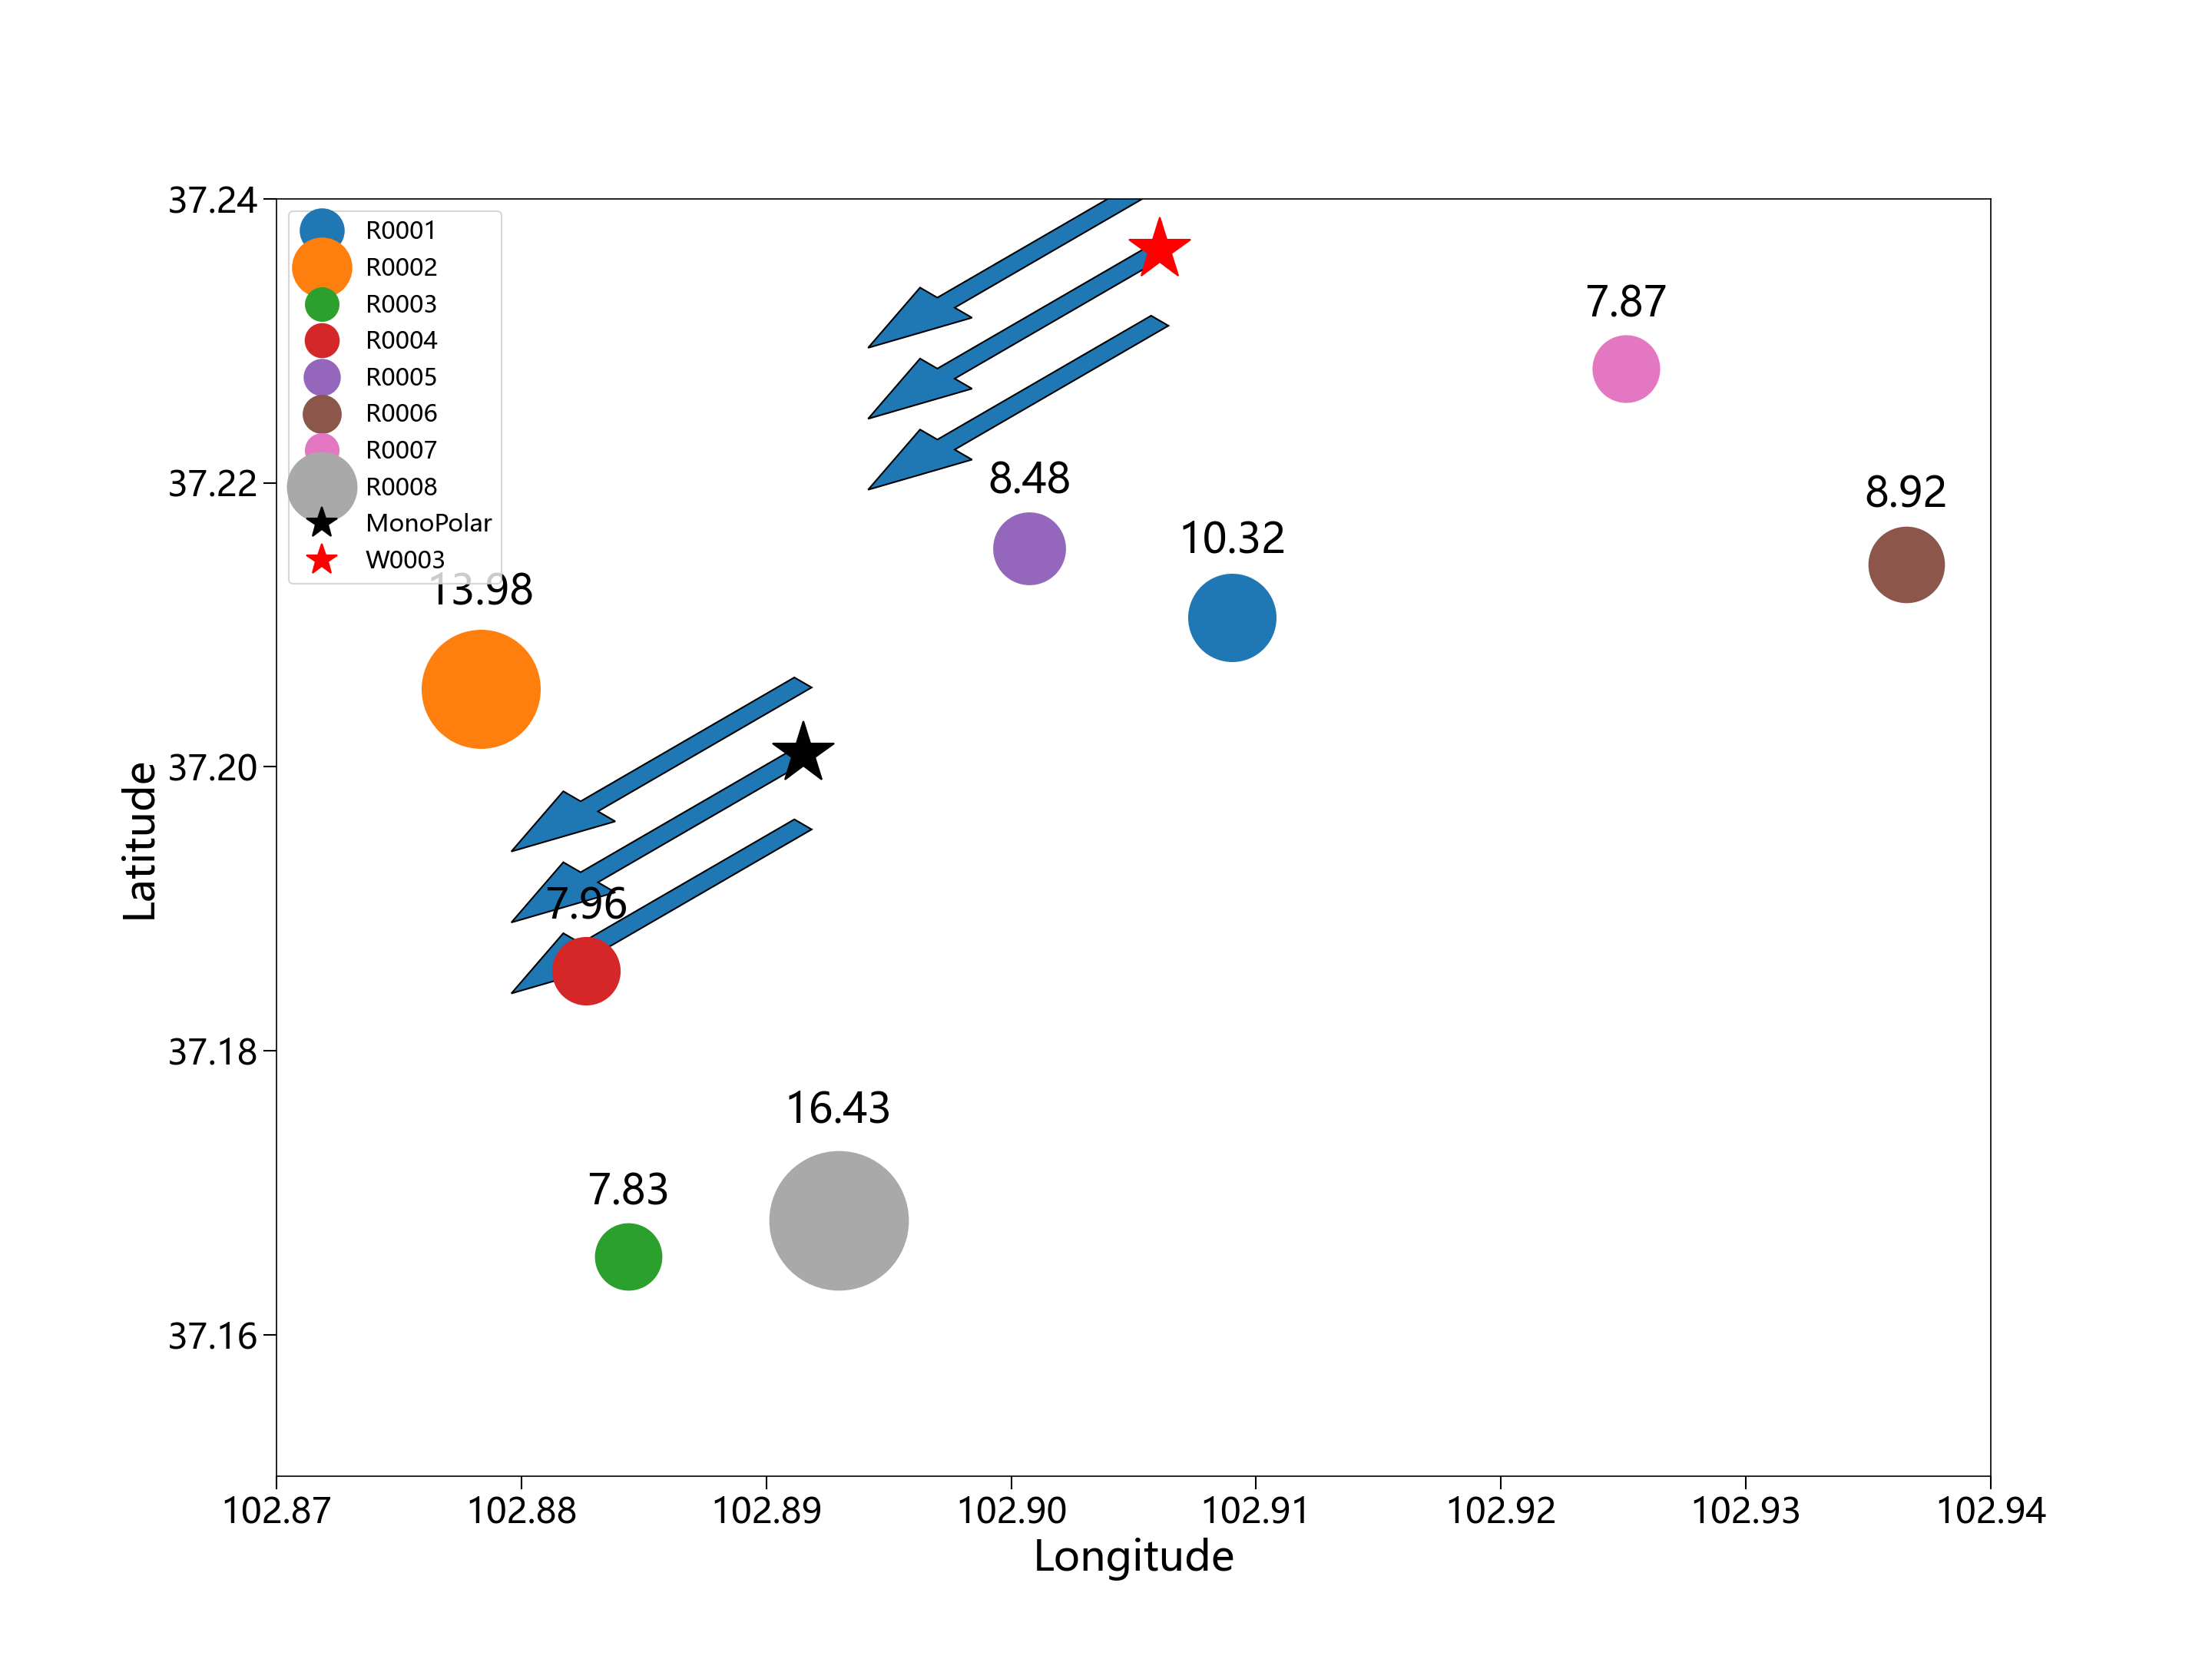 37.24
37.22
37.20
37.18
37.16
Latitude
R0001
R0002
R0003
R0004
R0005
R0006
R0007
R0008
MonoPolar
W0003
7.87
8.48
8.92
10.32
13.98
7.96
16.43
7.83
102.87 102.88 102.89 102.90 102.91 102.92 102.93 102.94
Longitude